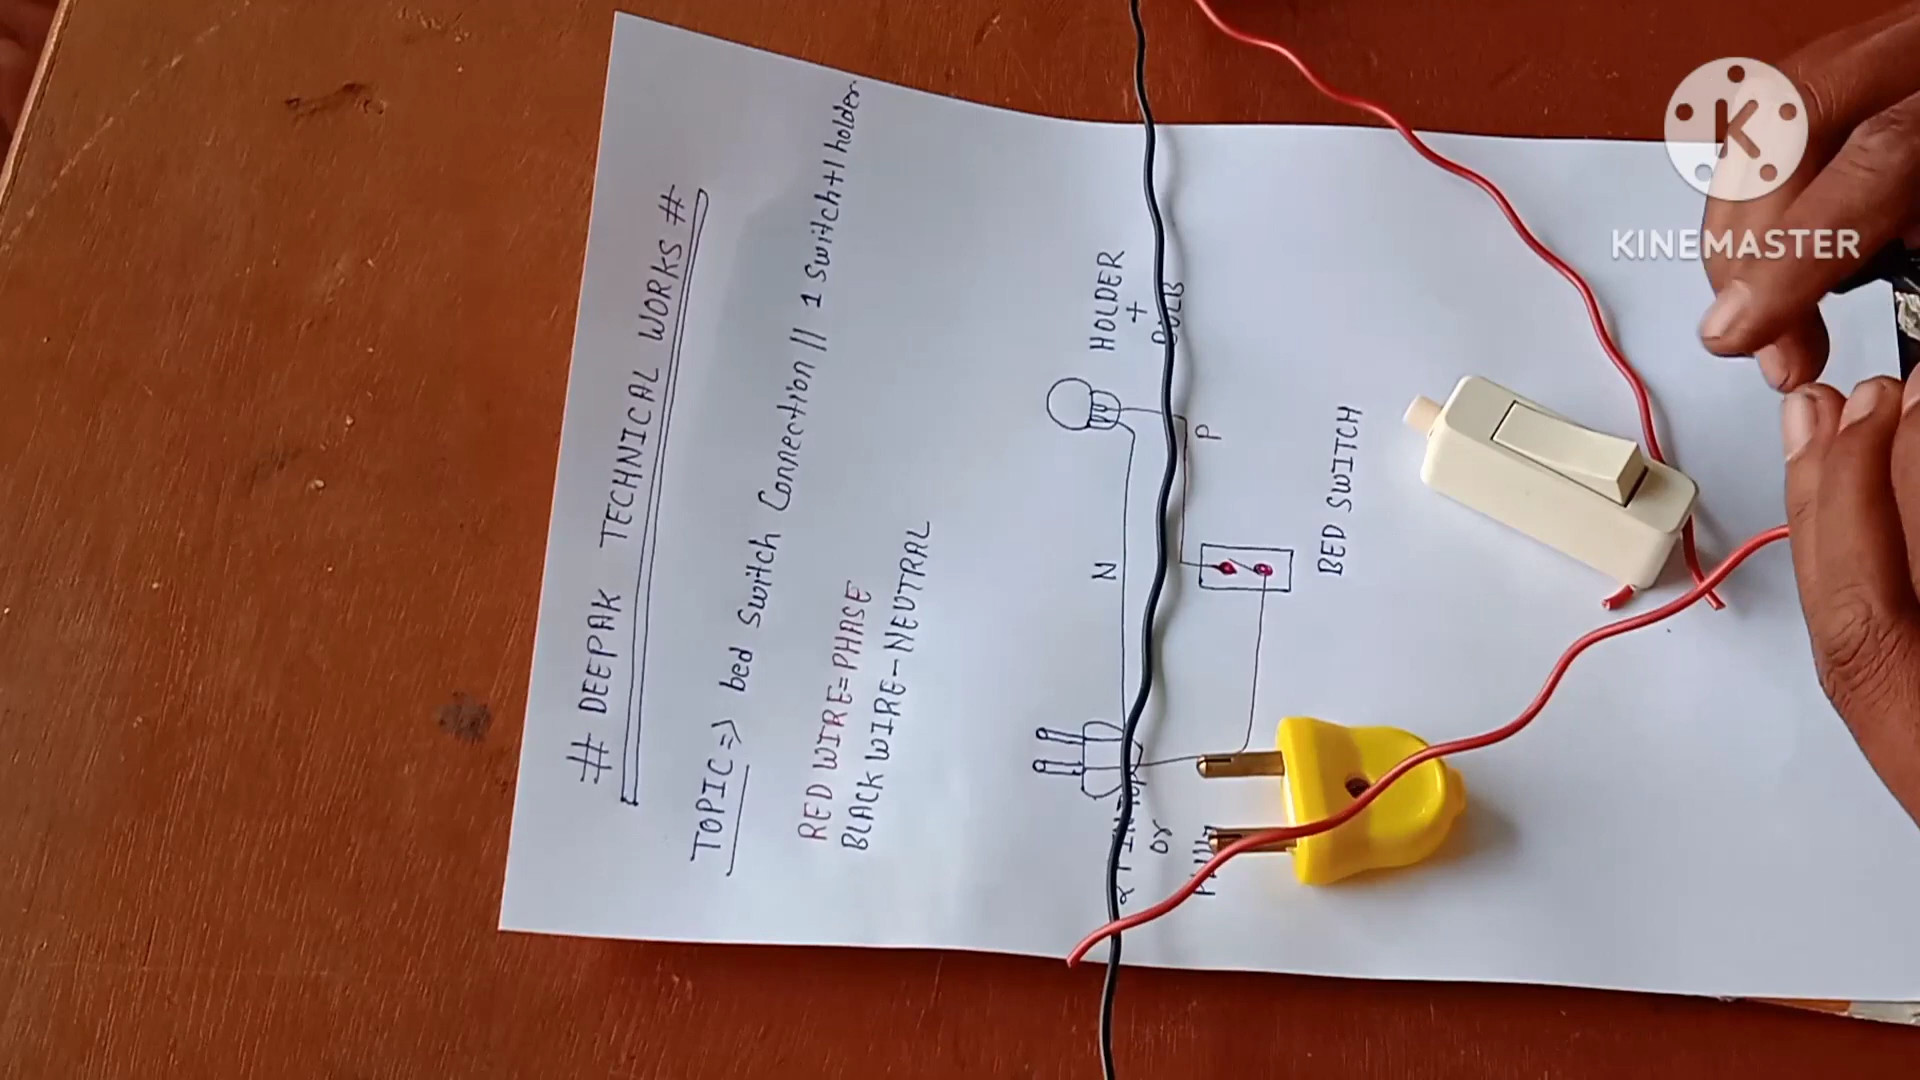 # DEEPAK TECHNICAL WORKS #
TOPIC => bed Switch Connection || 1 Switch+1 holder
RED WIRE=PHASE
BLACK WIRE-NEUTRAL
HOLDER
+
N
P
BED SWITCH
or
K
KINEMASTER